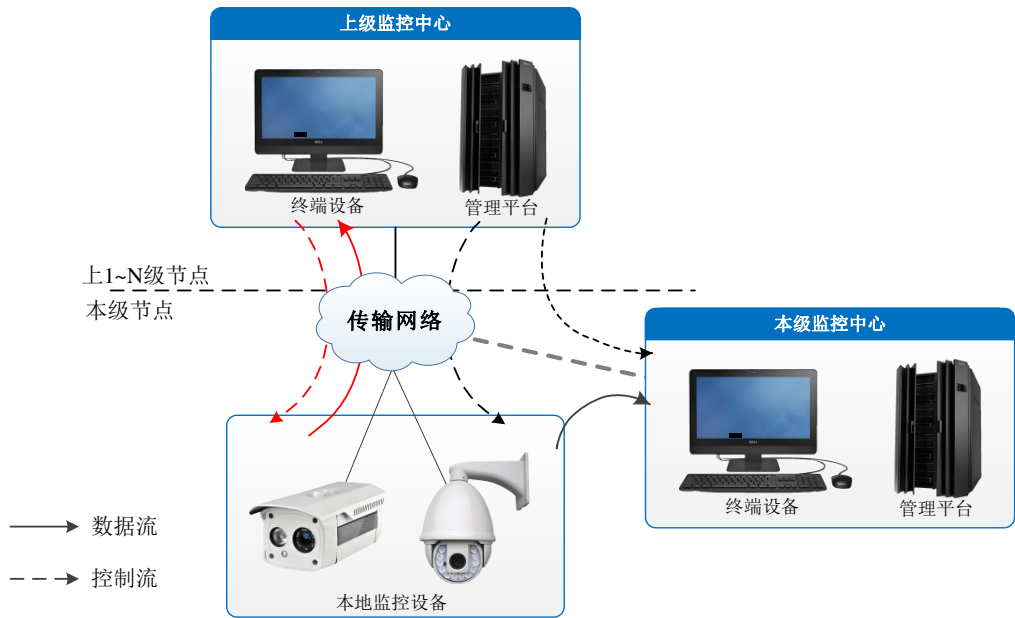 上级监控中心
终端设备
管理平台
上1~N级节点
本级节点
传输网络
本级监控中心
终端设备
管理平台
数据流
控制流
本地监控设备